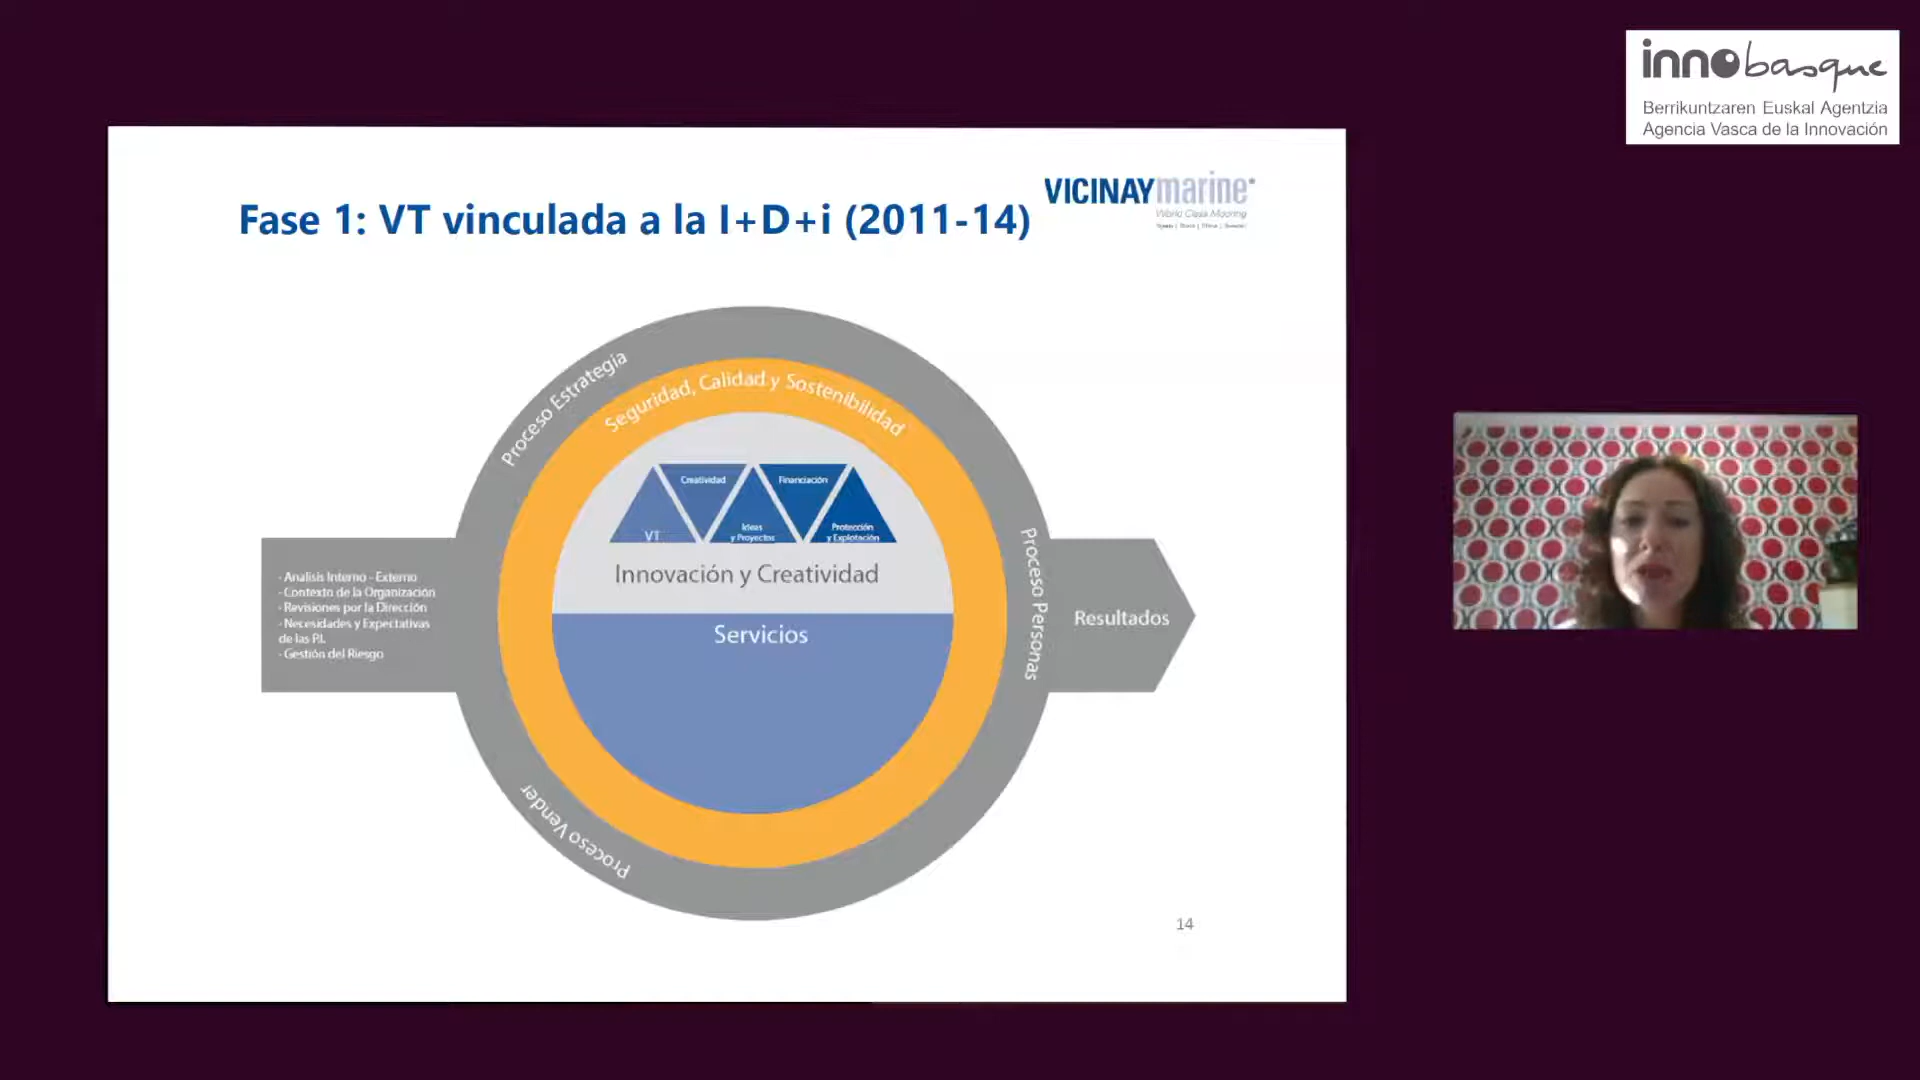 innobasque
Berrikuntzaren Euskal Agentzia
Agencia Vasca de la Innovación
VICINAYmarine
World Class Mooring
Fase 1: VT vinculada a la I+D+i (2011-14)
Proceso Estrategia
Seguridad, Calidad y Sostenibilidad
Creatividad
Financiación
VT
Ideas
y Proyectos
Protección
y Explotación
Innovación y Creatividad
Servicios
- Analisis Interno - Externo
- Contexto de la Organización
- Revisiones por la Dirección
- Necesidades y Expectativas
de las P.I.
- Gestión del Riesgo
Proceso Personas
Resultados
Proceso Vender
14